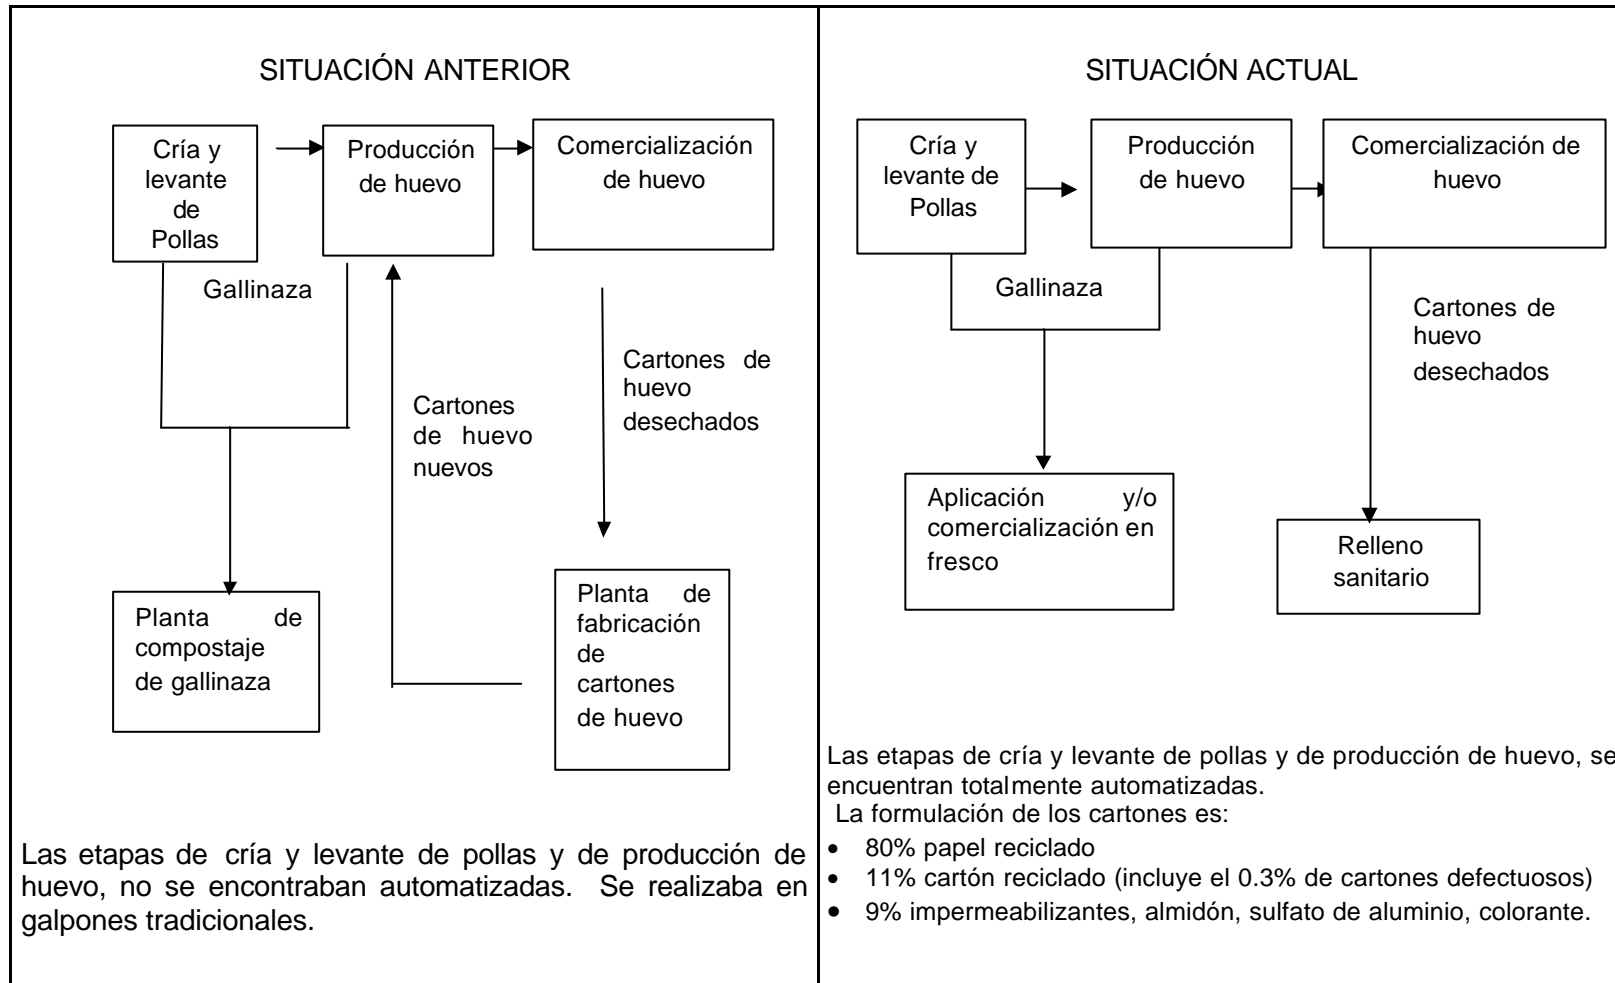 SITUACIÓN ANTERIOR
Cría y
levante
de
Pollas
Producción
de huevo
Comercialización
de huevo
Gallinaza
Cartones
de huevo
nuevos
Cartones de
huevo
desechados
Planta de
compostaje
de gallinaza
Planta de
fabricación
de
cartones
de huevo
Las etapas de cría y levante de pollas y de producción de
huevo, no se encontraban automatizadas. Se realizaba en
galpones tradicionales.
SITUACIÓN ACTUAL
Cría y
levante de
Pollas
Producción
de huevo
Comercialización de
huevo
Gallinaza
Cartones de
huevo
desechados
Aplicación y/o
comercialización en
fresco
Relleno
sanitario
Las etapas de cría y levante de pollas y de producción de huevo, se
encuentran totalmente automatizadas.
La formulación de los cartones es:
• 80% papel reciclado
• 11% cartón reciclado (incluye el 0.3% de cartones defectuosos)
• 9% impermeabilizantes, almidón, sulfato de aluminio, colorante.